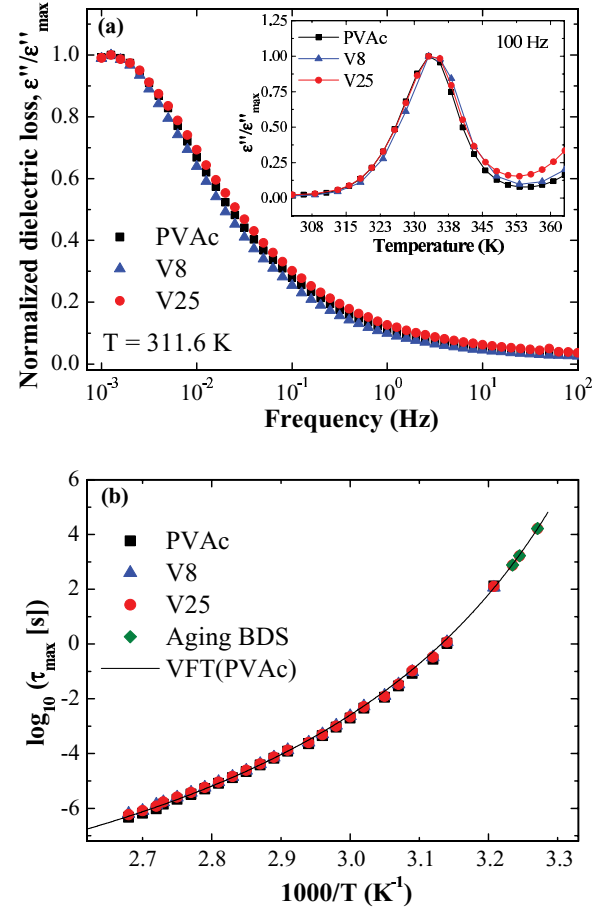 (a)
Normalized dielectric loss, ε''/ε''max
1.0
0.8
0.6
0.4
0.2
0.0
PVAc
V8
V25
T = 311.6 K
10-3
10-2
10-1
100
101
102
Frequency (Hz)
PVAc
V8
V25
100 Hz
ε''/ε''max
1.00
0.75
0.50
0.25
0.00
308 315 323 330 338 345 353 360
Temperature (K)
(b)
log10 (τmax [s])
6
4
2
0
-2
-4
-6
PVAc
V8
V25
Aging BDS
VFT(PVAc)
2.7 2.8 2.9 3.0 3.1 3.2 3.3
1000/T (K-1)